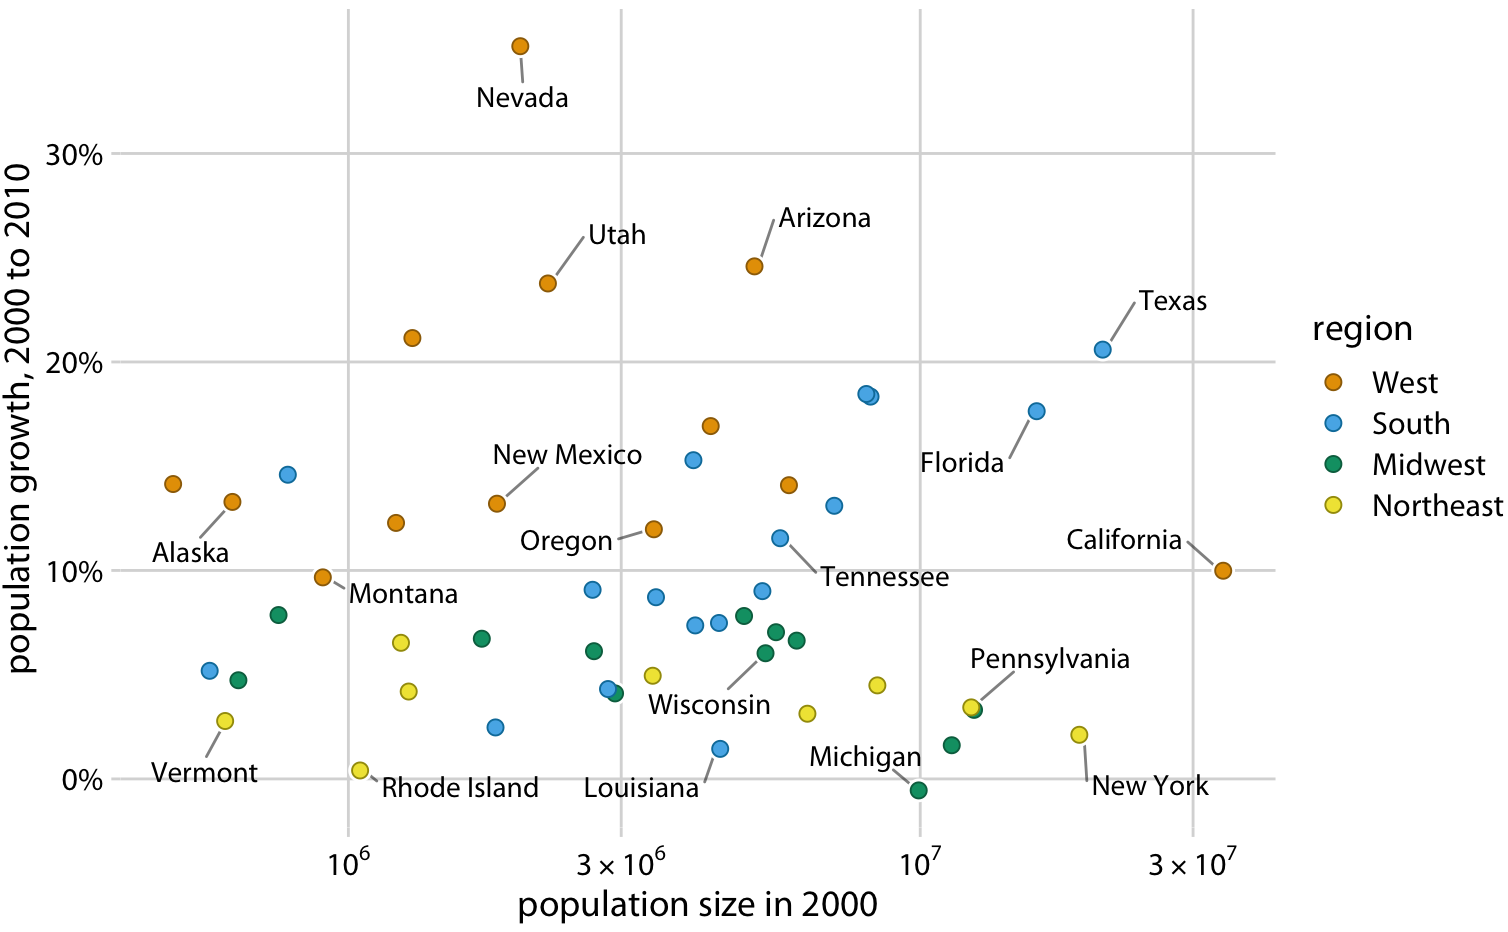 Nevada
30%
Arizona
Utah
Texas
region
West
South
Midwest
Northeast
20%
New Mexico
Florida
Oregon
California
Alaska
10%
Tennessee
Montana
Pennsylvania
Wisconsin
Michigan
Vermont
0%
Rhode Island
Louisiana
New York
population growth, 2000 to 2010
10⁶
3 × 10⁶
10⁷
3 × 10⁷
population size in 2000